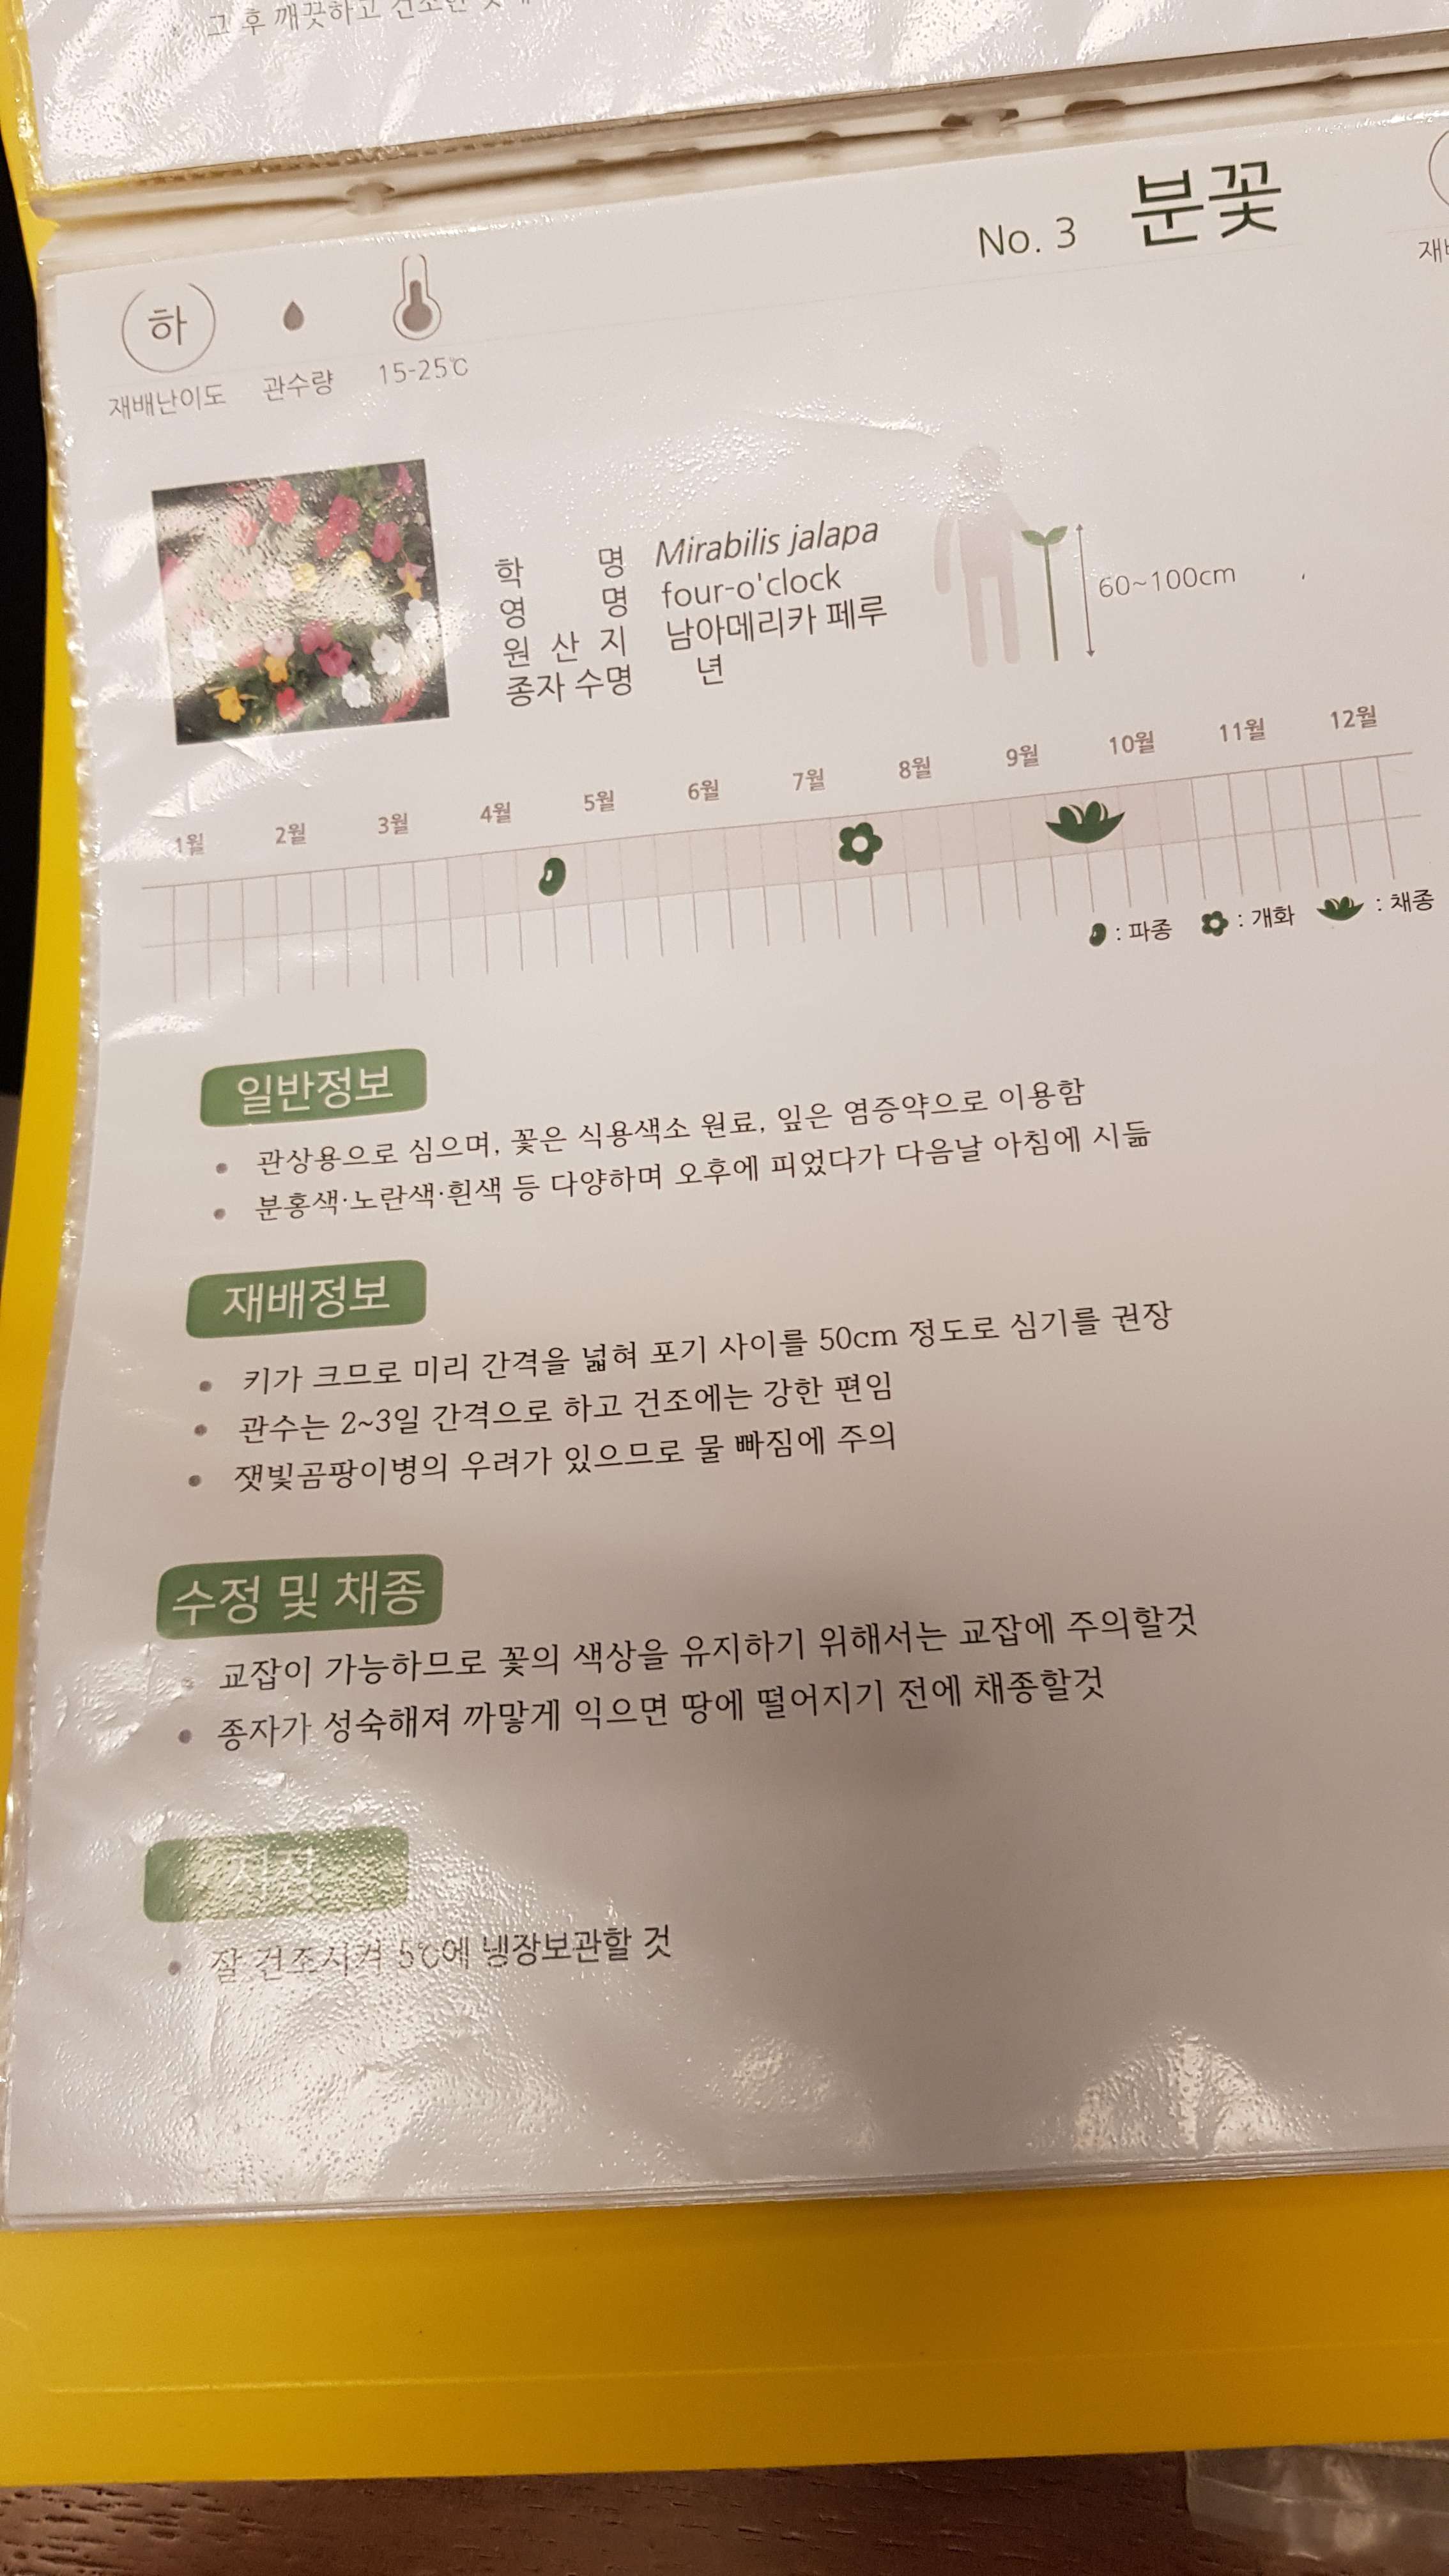 그 후 깨끗하고 건조한
No. 3 분꽃
하
재배난이도 관수량 15-25℃
학 명 Mirabilis jalapa
영 명 four-o'clock
원 산 지 남아메리카 페루
종자 수명 년
60~100cm
1월 2월 3월 4월 5월 6월 7월 8월 9월 10월 11월 12월
: 파종 : 개화 : 채종
일반정보
• 관상용으로 심으며, 꽃은 식용색소 원료, 잎은 염증약으로 이용함
• 분홍색·노란색·흰색 등 다양하며 오후에 피었다가 다음날 아침에 시듦
재배정보
• 키가 크므로 미리 간격을 넓혀 포기 사이를 50cm 정도로 심기를 권장
• 관수는 2~3일 간격으로 하고 건조에는 강한 편임
• 잿빛곰팡이병의 우려가 있으므로 물 빠짐에 주의
수정 및 채종
• 교잡이 가능하므로 꽃의 색상을 유지하기 위해서는 교잡에 주의할것
• 종자가 성숙해져 까맣게 익으면 땅에 떨어지기 전에 채종할것
저장
• 잘 건조시켜 5℃에 냉장보관할 것